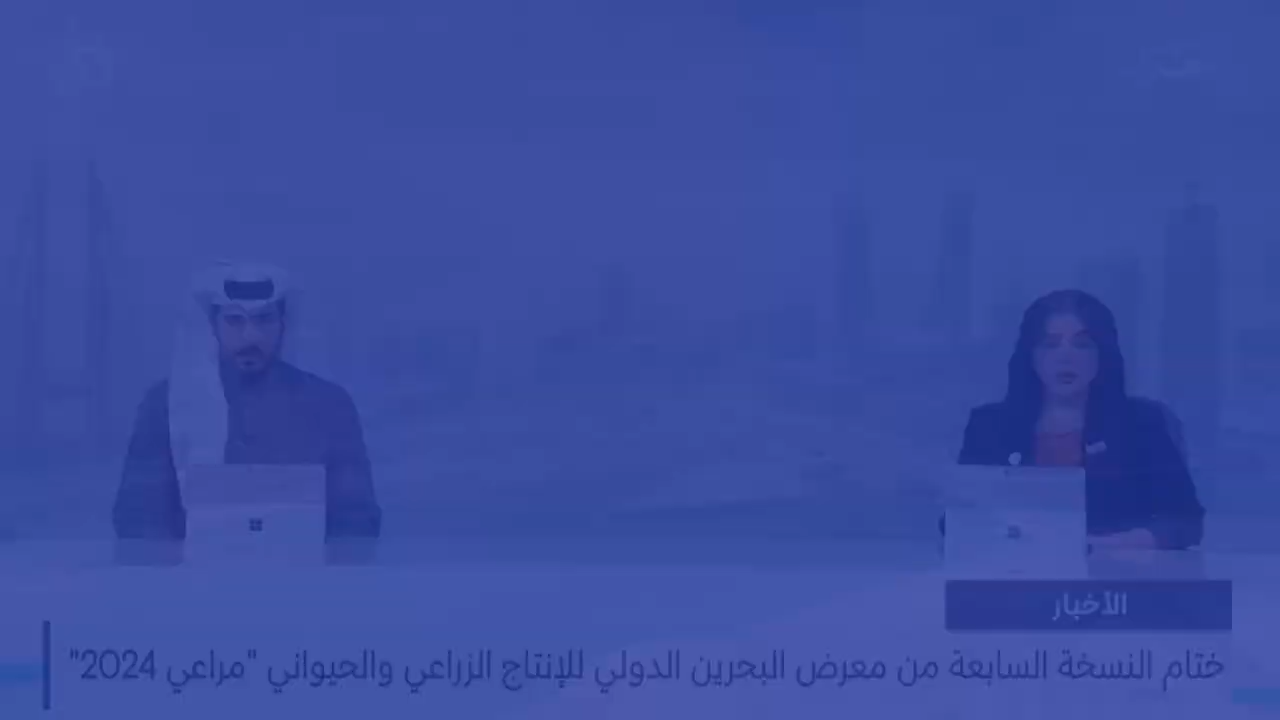 الأخبار
ختام النسخة السابعة من معرض البحرين الدولي للإنتاج الزراعي والحيواني "مراعي 2024"